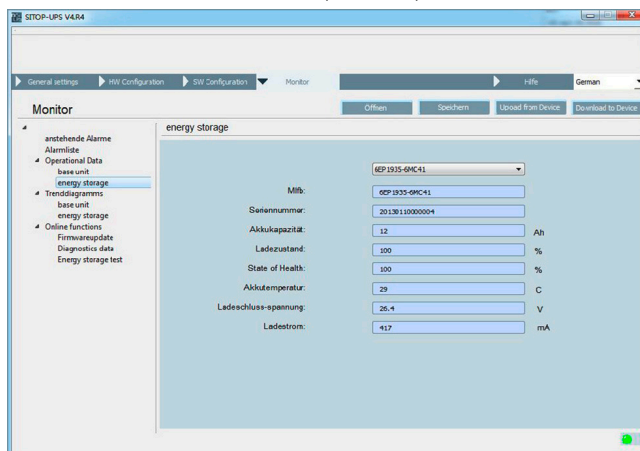 SITOP-UPS V4.R4
General settings
HW Configuration
SW Configuration
Monitor
Hilfe
German
Monitor
Öffnen
Speichern
Upload from Device
Download to Device
energy storage
anstehende Alarme
Alarmliste
Operational Data
base unit
energy storage
Trenddiagramms
base unit
energy storage
Online functions
Firmwareupdate
Diagnostics data
Energy storage test
6EP1935-6MC41
Mlfb: 6EP1935-6MC41
Seriennummer: 20130110000004
Akkukapazität: 12 Ah
Ladezustand: 100 %
State of Health: 100 %
Akkutemperatur: 29 C
Ladeschluss-spannung: 26.4 V
Ladestrom: 417 mA